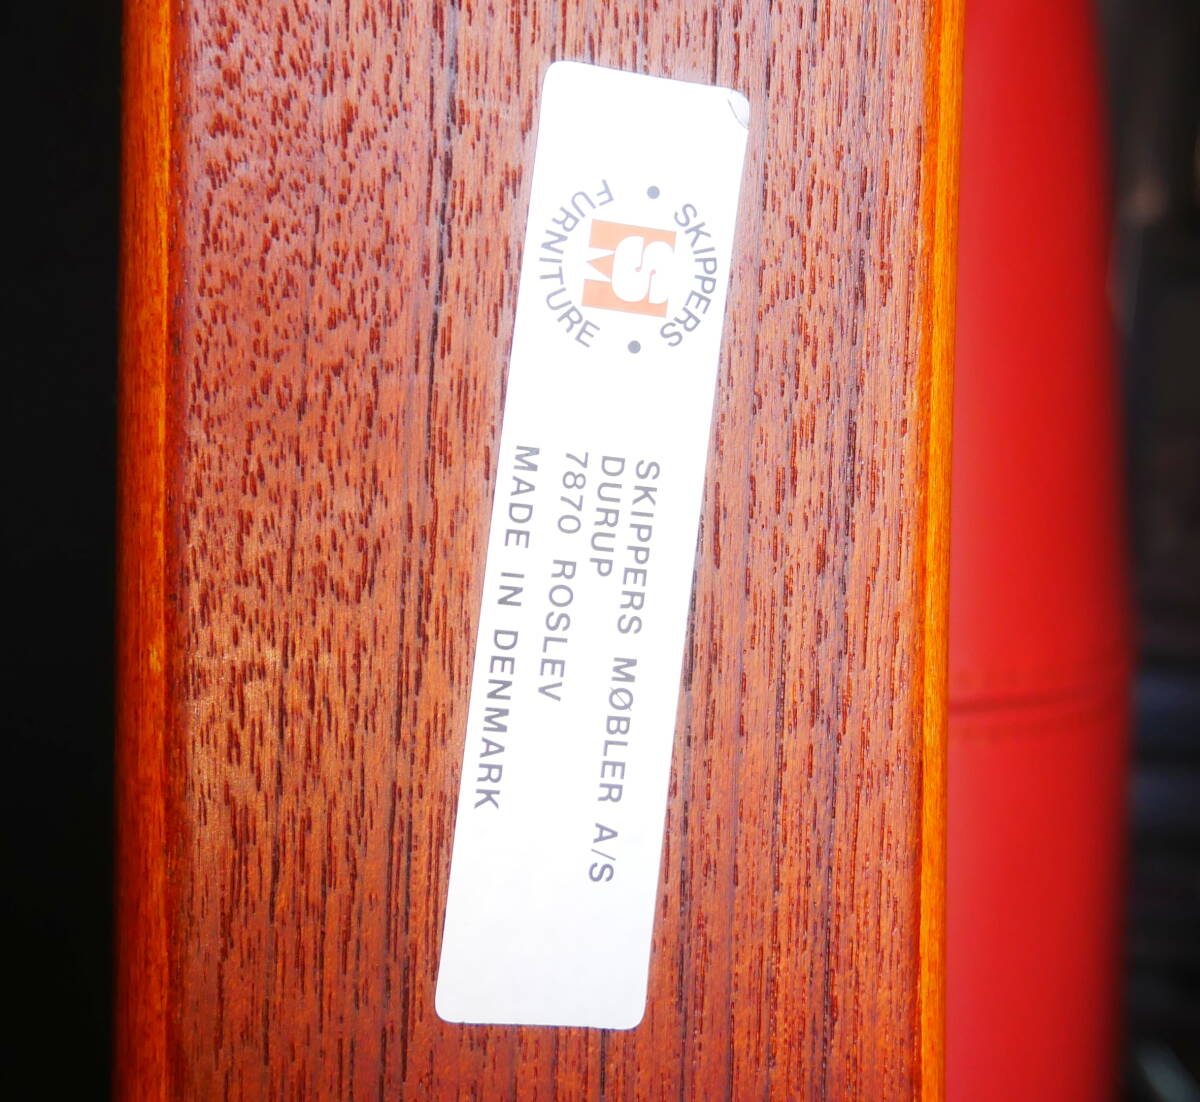 • SKIPPERS •
FURNITURE
SM
SKIPPERS MØBLER A/S
DURUP
7870 ROSLEV
MADE IN DENMARK